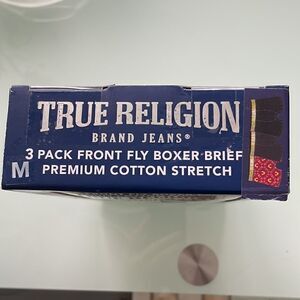 TRUE RELIGION
BRAND JEANS®
3 PACK FRONT FLY BOXER BRIEF
M PREMIUM COTTON STRETCH